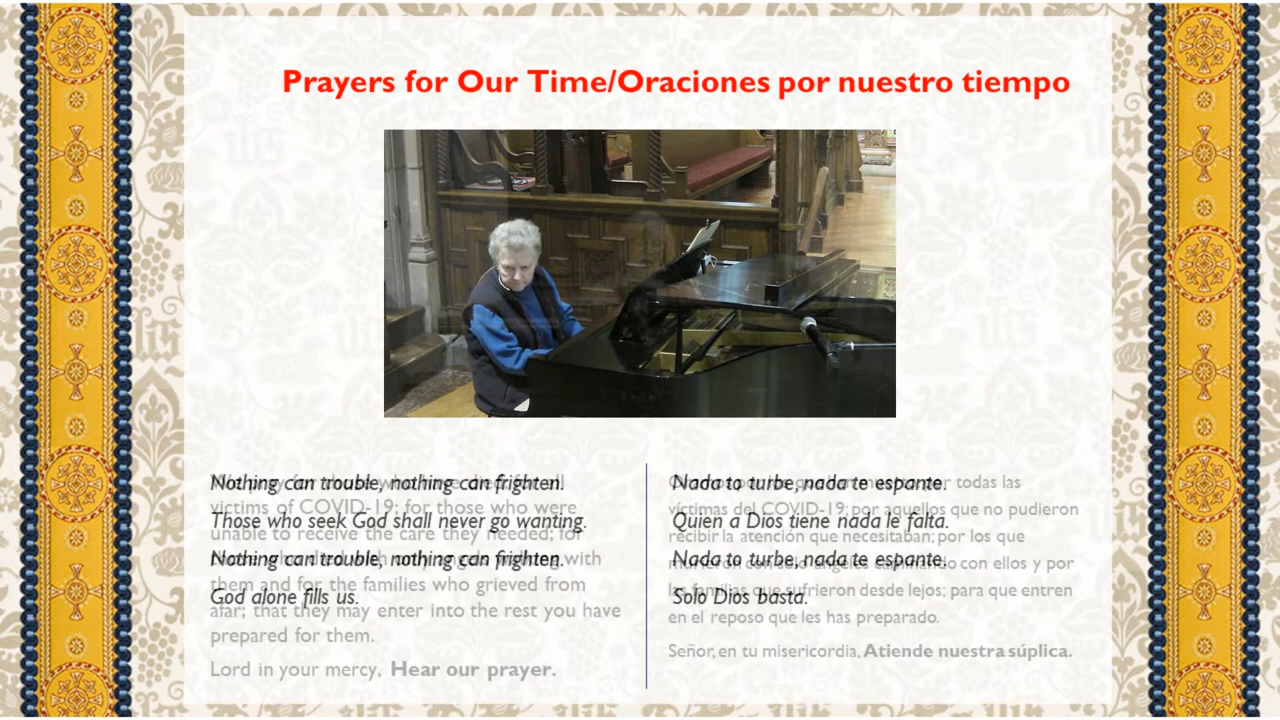 Prayers for Our Time/Oraciones por nuestro tiempo
Nothing can trouble, nothing can frighten.
Those who seek God shall never go wanting.
Nothing can trouble, nothing can frighten.
God alone fills us.
victims of COVID-19; for those who were
unable to receive the care they needed; for
with
them and for the families who grieved from
afar; that they may enter into the rest you have
prepared for them.
Lord in your mercy, Hear our prayer.
Nada to turbe, nada te espante.
Quien a Dios tiene nada le falta.
Nada to turbe, nada te espante.
Solo Dios basta.
por todas las
víctimas del COVID-19; por aquellos que no pudieron
recibir la atención que necesitaban; por los que
con ellos y por
las familias que sufrieron desde lejos; para que entren
en el reposo que les has preparado.
Señor, en tu misericordia, Atiende nuestra súplica.